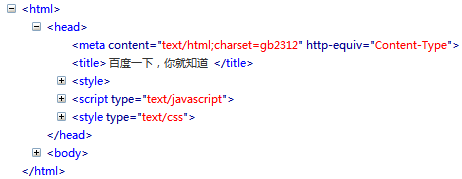 <html>
<head>
<meta content="text/html;charset=gb2312" http-equiv="Content-Type">
<title> 百度一下，你就知道 </title>
<style>
<script type="text/javascript">
<style type="text/css">
</head>
<body>
</html>